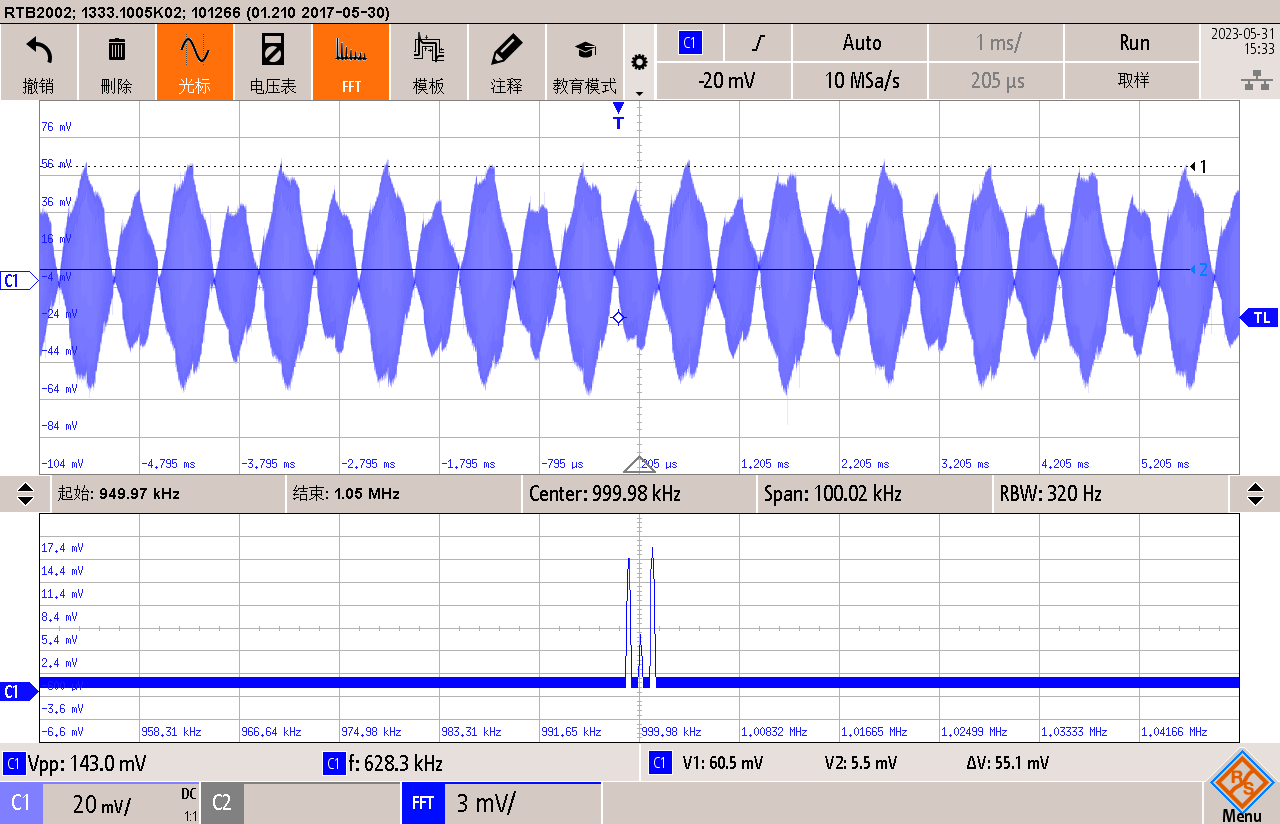 RTB2002; 1333.1005K02; 101266 (01.210 2017-05-30)
撤销 删除 光标 电压表 FFT 模板 注释 教育模式
C1 Auto 1 ms/ Run 2023-05-31
15:33
-20 mV 10 MSa/s 205 µs 取样
T
76 mV
56 mV 1
36 mV
16 mV
-4 mV 2
C1
-24 mV TL
-44 mV
-64 mV
-84 mV
-104 mV -4.795 ms -3.795 ms -2.795 ms -1.795 ms -795 µs 205 µs 1.205 ms 2.205 ms 3.205 ms 4.205 ms 5.205 ms
起始: 949.97 kHz 结束: 1.05 MHz Center: 999.98 kHz Span: 100.02 kHz RBW: 320 Hz
17.4 mV
14.4 mV
11.4 mV
8.4 mV
5.4 mV
2.4 mV
C1 -600 µV
-3.6 mV
-6.6 mV 958.31 kHz 966.64 kHz 974.98 kHz 983.31 kHz 991.65 kHz 999.98 kHz 1.00832 MHz 1.01665 MHz 1.02499 MHz 1.03333 MHz 1.04166 MHz
C1 Vpp: 143.0 mV C1 f: 628.3 kHz C1 V1: 60.5 mV V2: 5.5 mV ΔV: 55.1 mV
C1 20 mV/ DC
1:1
C2 FFT 3 mV/
R S
Menu